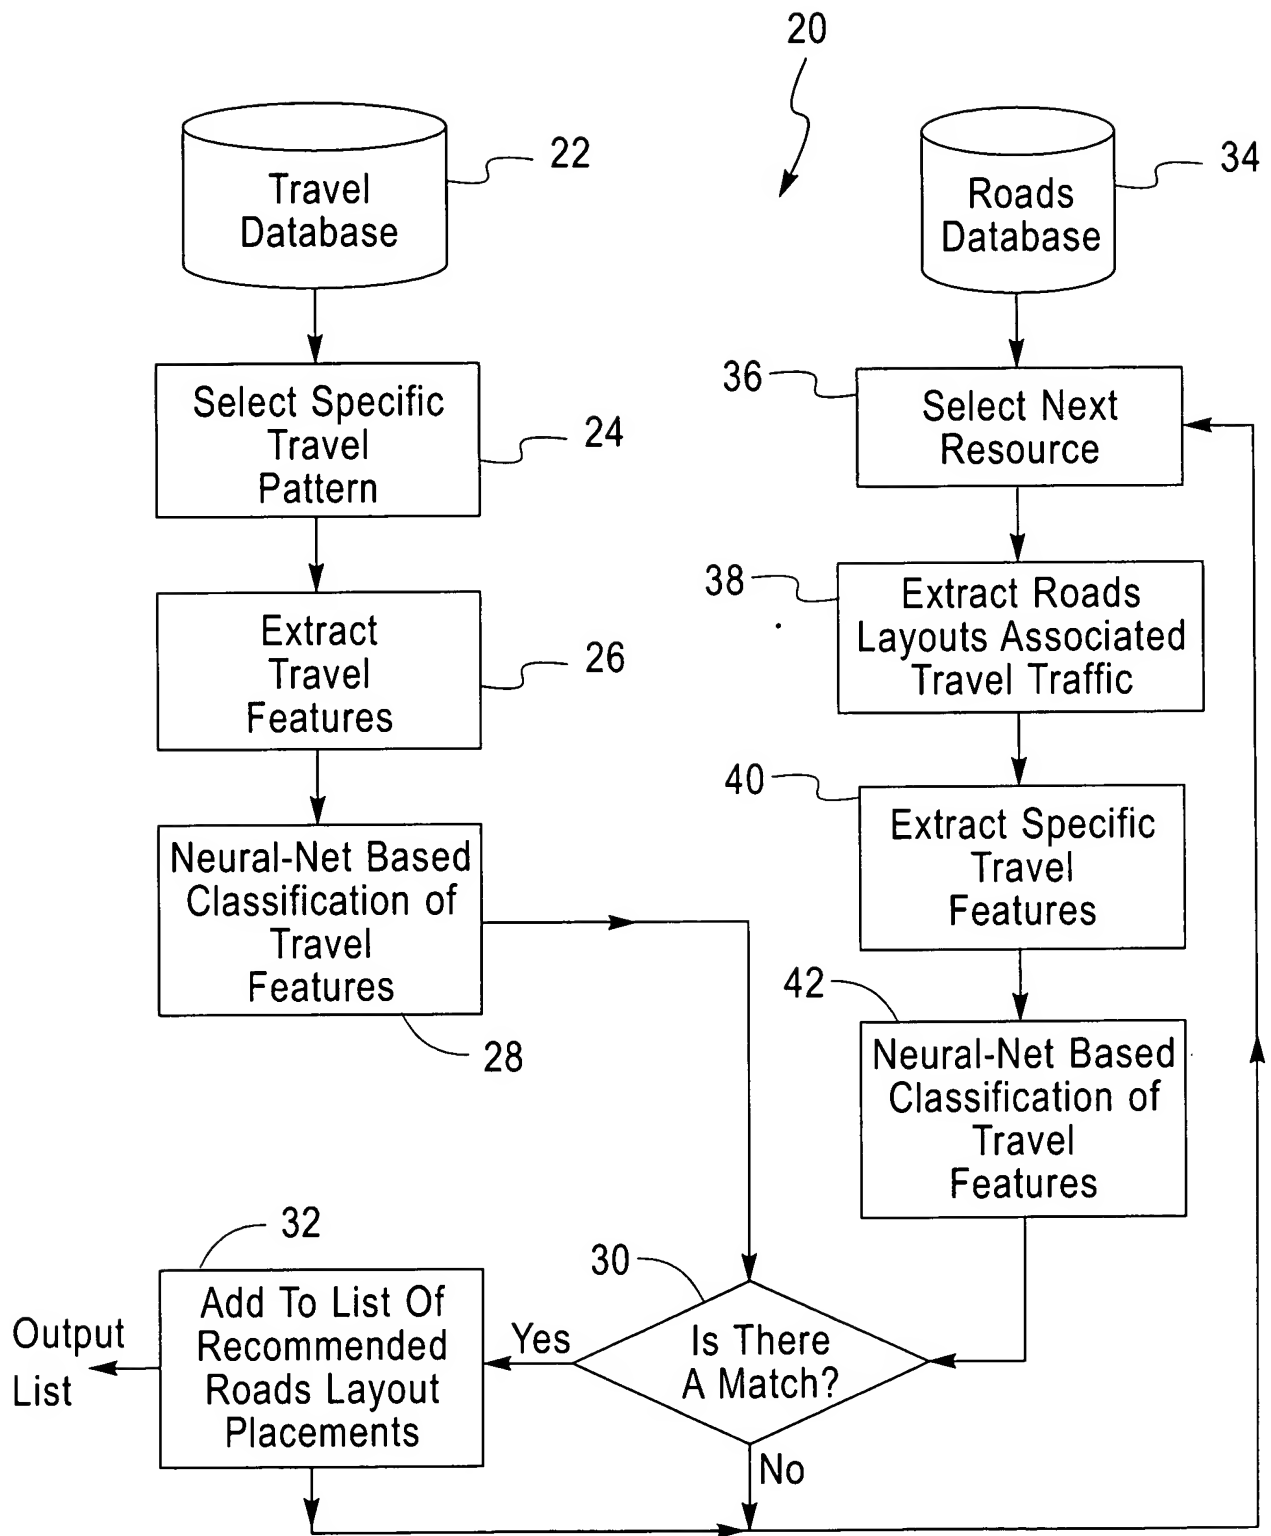 20
22
Travel
Database
34
Roads
Database
Select Specific
Travel
Pattern
24
36
Select Next
Resource
Extract
Travel
Features
26
38
Extract Roads
Layouts Associated
Travel Traffic
40
Extract Specific
Travel
Features
Neural-Net Based
Classification of
Travel
Features
28
42
Neural-Net Based
Classification of
Travel
Features
32
Add To List Of
Recommended
Roads Layout
Placements
Output
List
Yes
30
Is There
A Match?
No